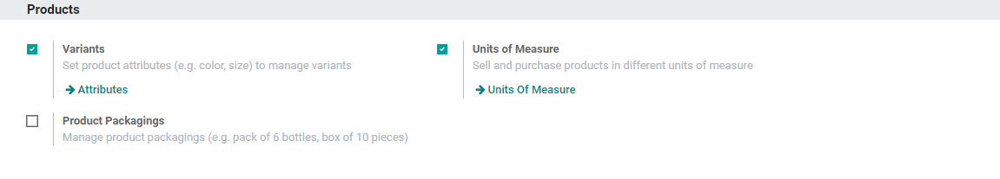 Products
Variants
Set product attributes (e.g. color, size) to manage variants
Attributes
Units of Measure
Sell and purchase products in different units of measure
Units Of Measure
Product Packagings
Manage product packagings (e.g. pack of 6 bottles, box of 10 pieces)